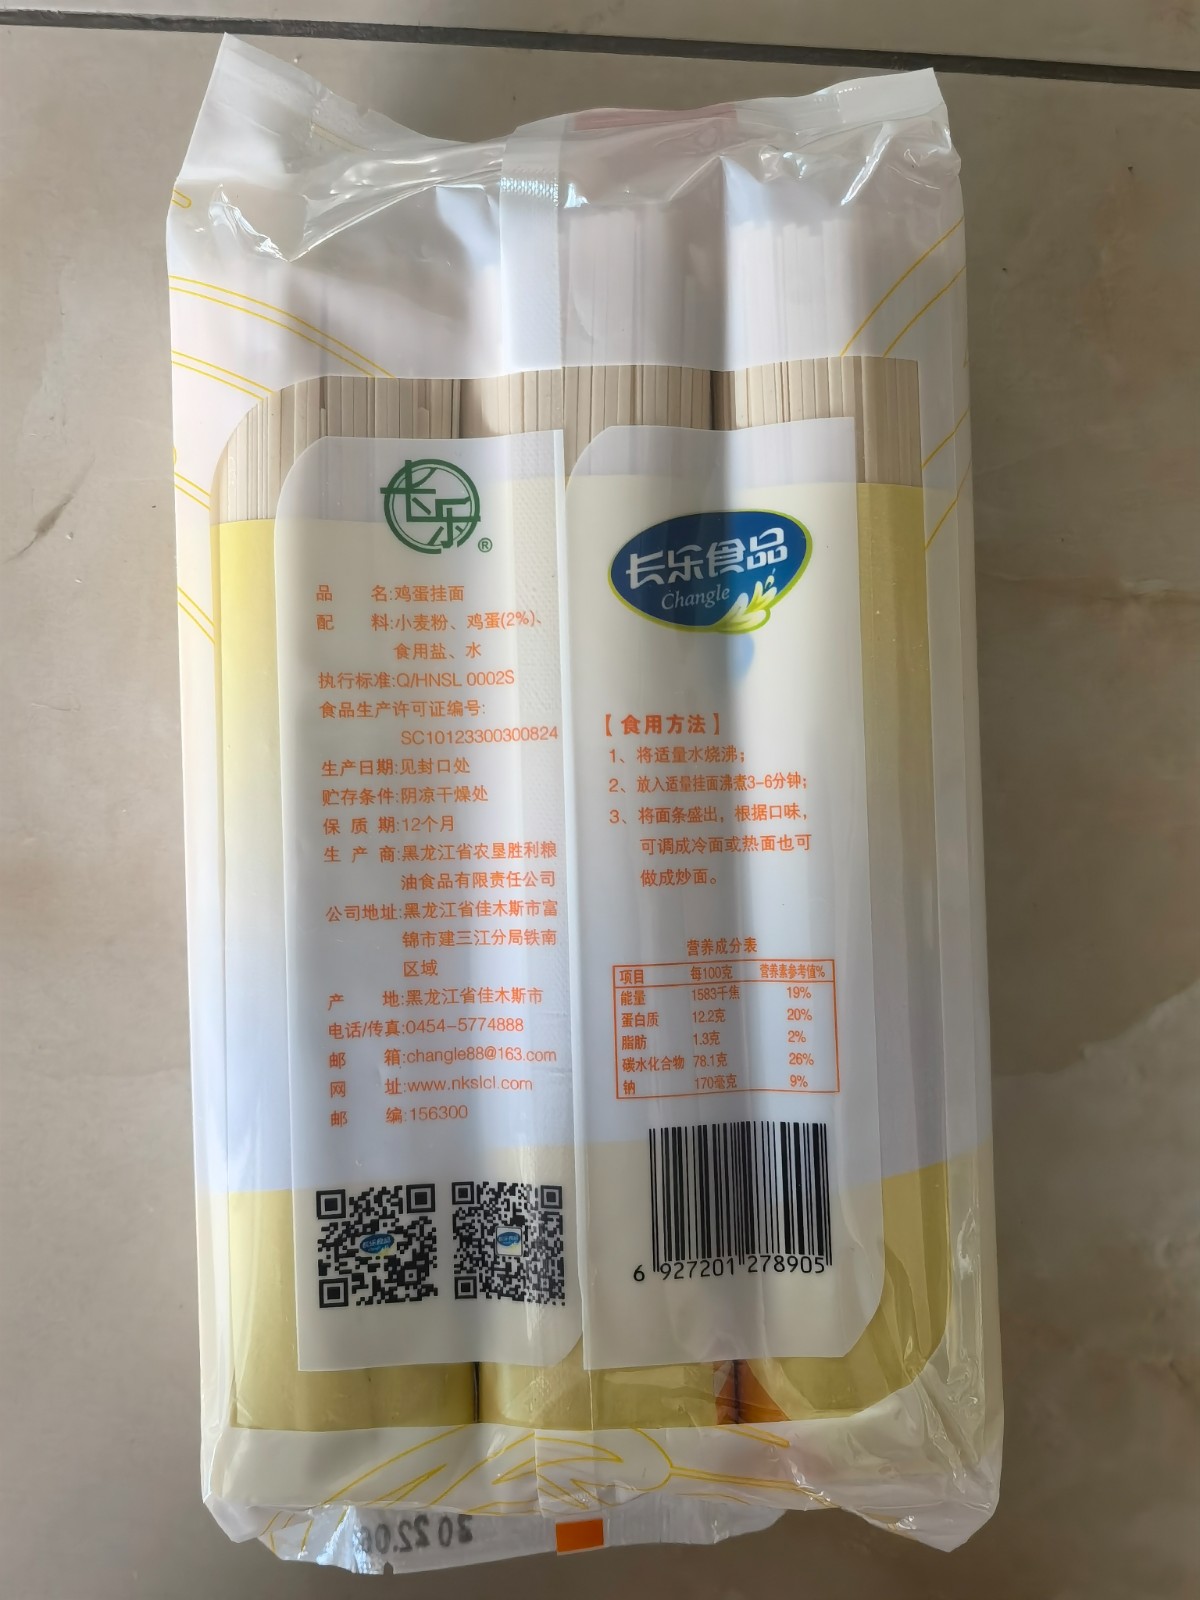 长乐®
品 名:鸡蛋挂面
配 料:小麦粉、鸡蛋(2%)、
食用盐、水
执行标准:Q/HNSL 0002S
食品生产许可证编号:
SC10123300300824
生产日期:见封口处
贮存条件:阴凉干燥处
保 质 期:12个月
生 产 商:黑龙江省农垦胜利粮
油食品有限责任公司
公司地址:黑龙江省佳木斯市富
锦市建三江分局铁南
区域
产 地:黑龙江省佳木斯市
电话/传真:0454-5774888
邮 箱:changle88@163.com
网 址:www.nkslcl.com
邮 编:156300
长乐食品
长乐食品
长乐食品
Changle
【食用方法】
1、将适量水烧沸;
2、放入适量挂面沸煮3-6分钟;
3、将面条盛出，根据口味，
可调成冷面或热面也可
做成炒面。
营养成分表
项目 每100克 营养素参考值%
能量 1583千焦 19%
蛋白质 12.2克 20%
脂肪 1.3克 2%
碳水化合物 78.1克 26%
钠 170毫克 9%
6 927201 278905
2022.06